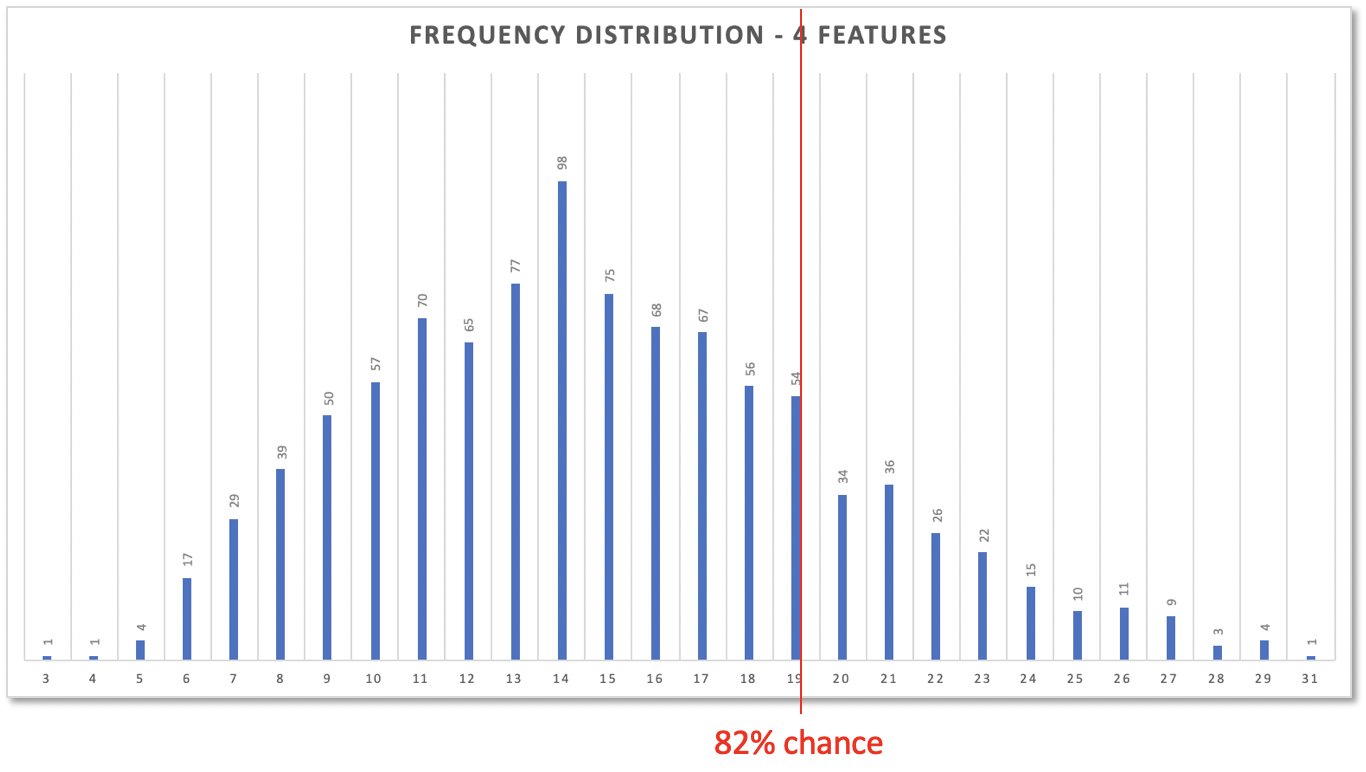 FREQUENCY DISTRIBUTION - 4 FEATURES
1 1 4 17 29 39 50 57 70 65 77 98 75 68 67 56 54 34 36 26 22 15 10 11 9 3 4 1
3 4 5 6 7 8 9 10 11 12 13 14 15 16 17 18 19 20 21 22 23 24 25 26 27 28 29 31
82% chance